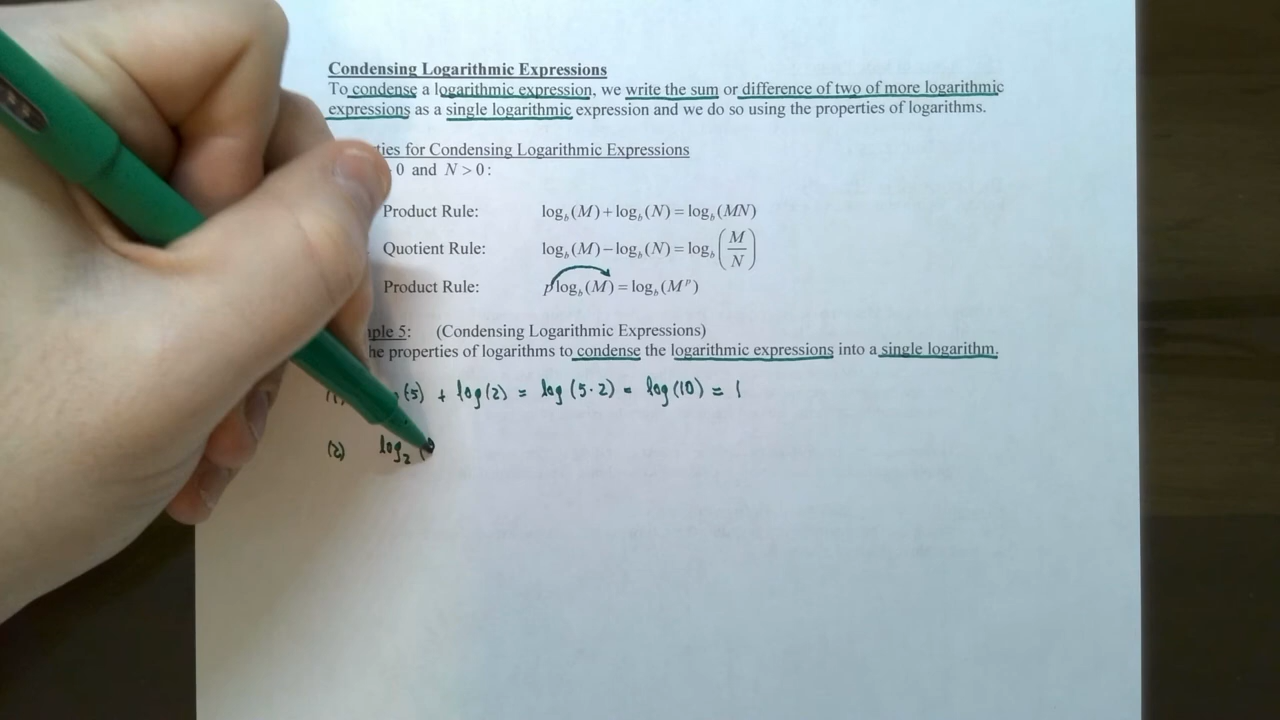 Condensing Logarithmic Expressions
To condense a logarithmic expression, we write the sum or difference of two of more logarithmic
expressions as a single logarithmic expression and we do so using the properties of logarithms.
ties for Condensing Logarithmic Expressions
0 and N > 0:
Product Rule: log_b(M) + log_b(N) = log_b(MN)
Quotient Rule: log_b(M) − log_b(N) = log_b(M/N)
Product Rule: p log_b(M) = log_b(M^p)
ple 5: (Condensing Logarithmic Expressions)
he properties of logarithms to condense the logarithmic expressions into a single logarithm.
(5) + log(2) = log(5·2) = log(10) = 1
(2) log_2 (